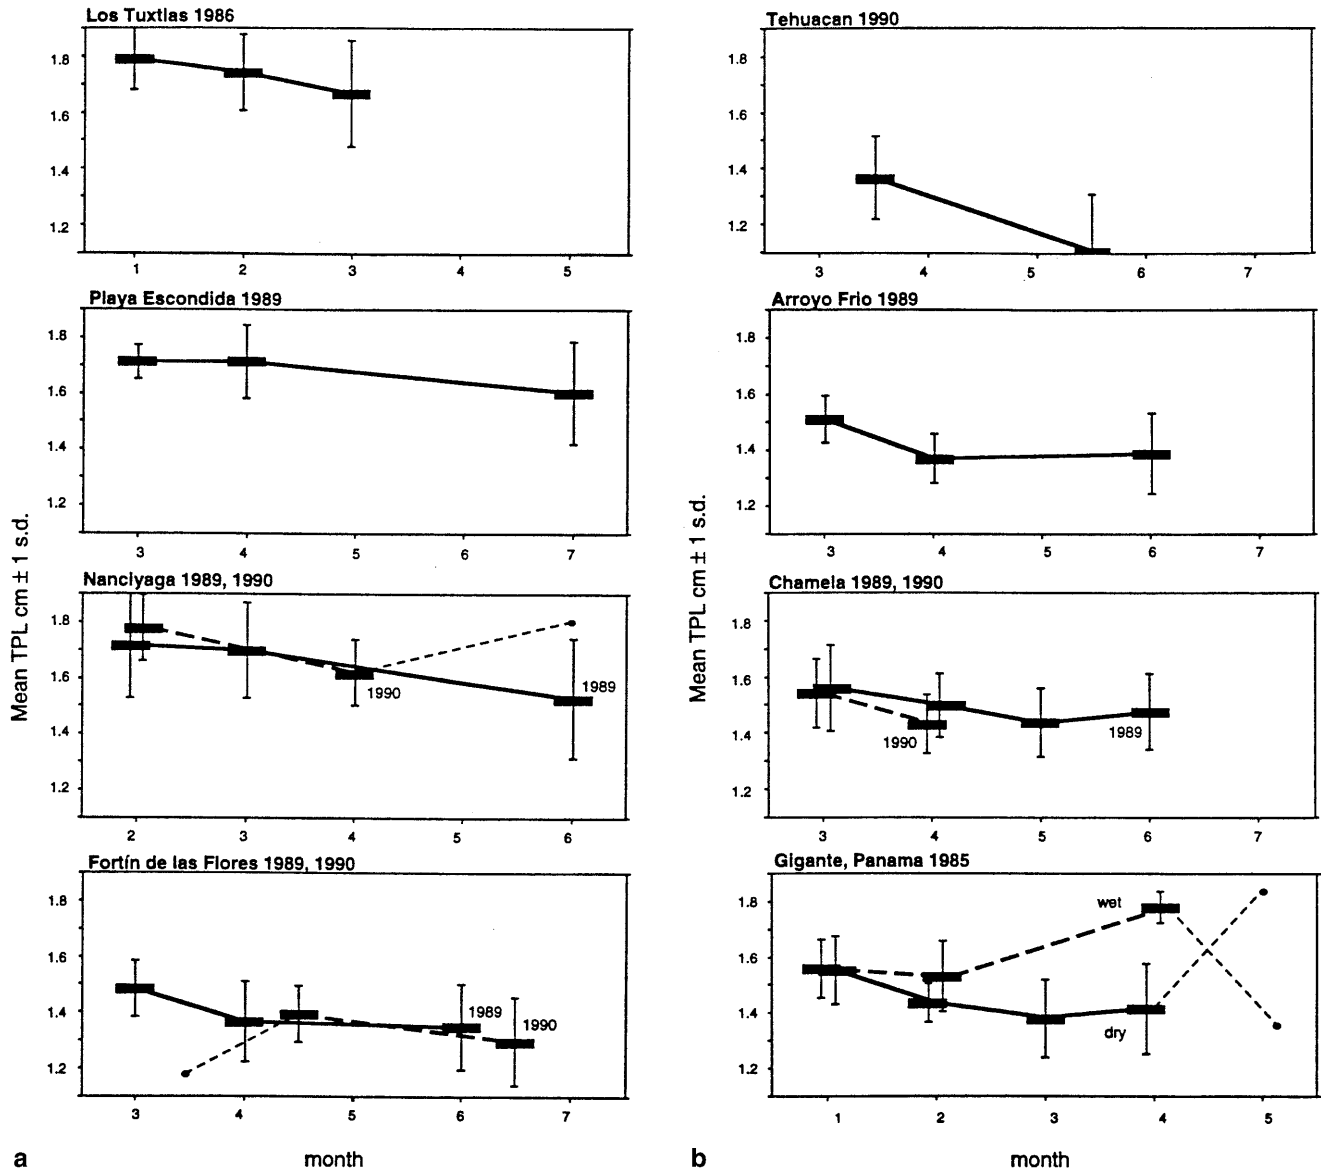 Los Tuxtlas 1986
1.8
1.6
1.4
1.2
1 2 3 4 5
Playa Escondida 1989
1.8
1.6
1.4
1.2
3 4 5 6 7
Nanciyaga 1989, 1990
1.8
1.6
1.4
1.2
1990
1989
2 3 4 5 6
Fortín de las Flores 1989, 1990
1.8
1.6
1.4
1.2
1989
1990
3 4 5 6 7
Mean TPL cm ± 1 s.d.
a month
Tehuacan 1990
1.8
1.6
1.4
1.2
3 4 5 6 7
Arroyo Frio 1989
1.8
1.6
1.4
1.2
3 4 5 6 7
Chamela 1989, 1990
1.8
1.6
1.4
1.2
1990
1989
3 4 5 6 7
Gigante, Panama 1985
1.8
1.6
1.4
1.2
wet
dry
1 2 3 4 5
Mean TPL cm ± 1 s.d.
b month